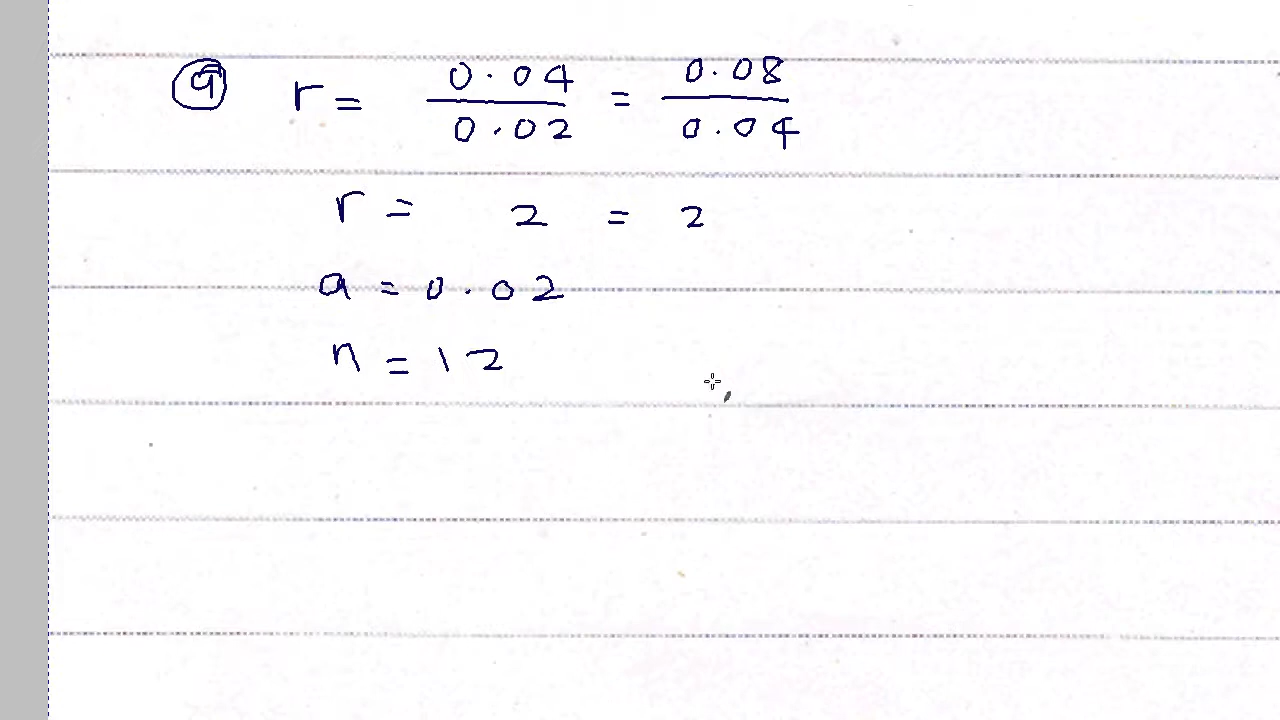 9 r = 0.04/0.02 = 0.08/0.04
r = 2 = 2
a = 0.02
n = 12